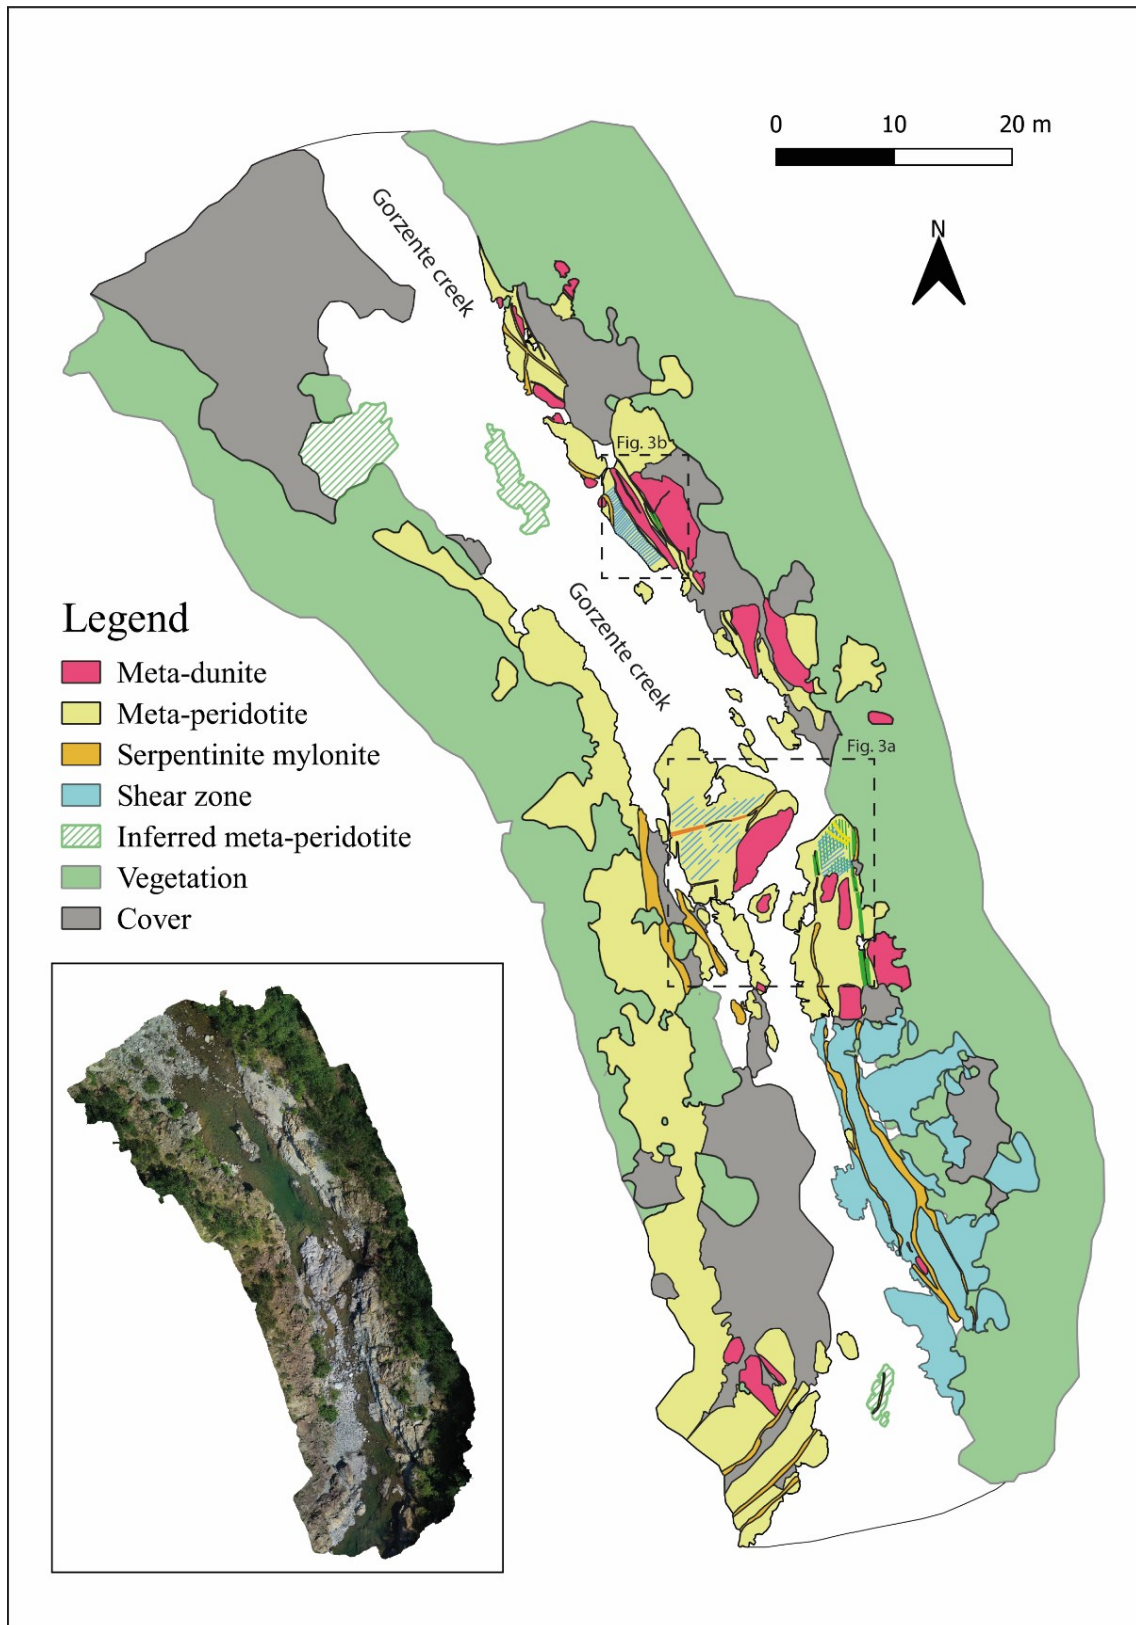 0 10 20 m
N
Gorzente creek
Fig. 3b
Gorzente creek
Fig. 3a
Legend
Meta-dunite
Meta-peridotite
Serpentinite mylonite
Shear zone
Inferred meta-peridotite
Vegetation
Cover